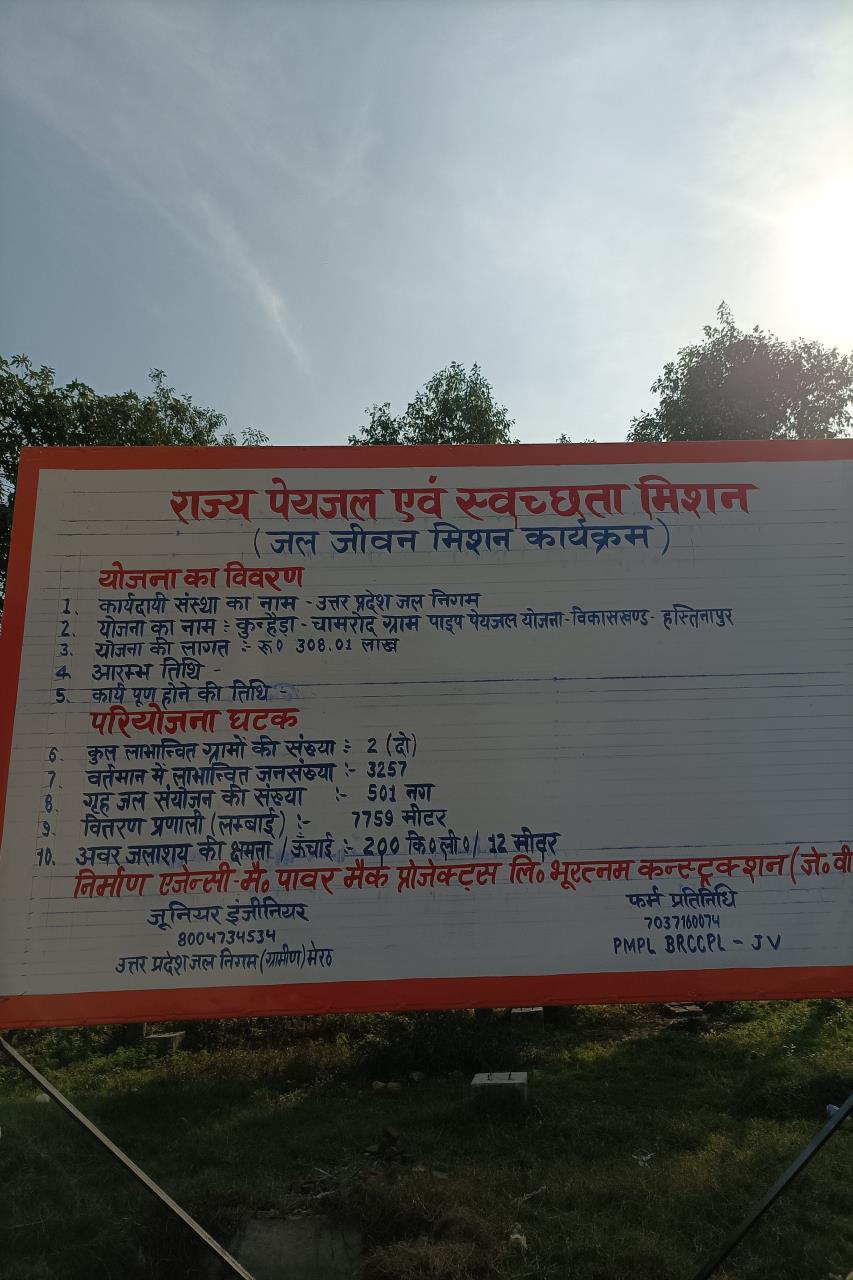 राज्य पेयजल एवं स्वच्छता मिशन
(जल जीवन मिशन कार्यक्रम)
योजना का विवरण
1. कार्यदायी संस्था का नाम - उत्तर प्रदेश जल निगम
2. योजना का नाम : कुन्हैड़ा - चामरोद ग्राम पाइप पेयजल योजना - विकासखण्ड - हस्तिनापुर
3. योजना की लागत :- रू0 308.01 लाख
4. आरम्भ तिथि -
5. कार्य पूण होने की तिथि :-
परियोजना घटक
6. कुल लाभान्वित ग्रामों की संख्या : 2 (दो)
7. वर्तमान में लाभान्वित जनसंख्या :- 3257
8. गृह जल संयोजन की संख्या :- 501 नग
9. वितरण प्रणाली (लम्बाई) :- 7759 मीटर
10. अवर जलाशय की क्षमता / ऊँचाई :- 200 कि0ली0/ 12 मीटर
निर्माण एजेन्सी-मै० पावर मैक प्रोजेक्ट्स लि० भूरत्नम कन्स्ट्रक्शन (जे० वी
जूनियर इंजीनियर
8004734534
उत्तर प्रदेश जल निगम (ग्रामीण) मेरठ
फर्म प्रतिनिधि
7037160074
PMPL BRCCPL - JV